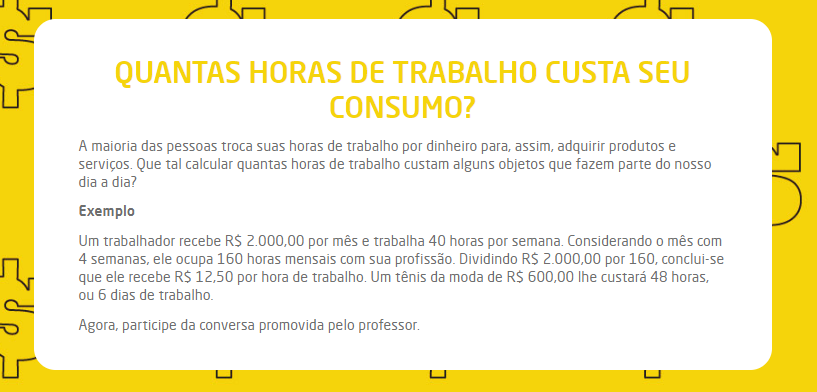 QUANTAS HORAS DE TRABALHO CUSTA SEU
CONSUMO?
A maioria das pessoas troca suas horas de trabalho por dinheiro para, assim, adquirir produtos e
serviços. Que tal calcular quantas horas de trabalho custam alguns objetos que fazem parte do nosso
dia a dia?
Exemplo
Um trabalhador recebe R$ 2.000,00 por mês e trabalha 40 horas por semana. Considerando o mês com
4 semanas, ele ocupa 160 horas mensais com sua profissão. Dividindo R$ 2.000,00 por 160, conclui-se
que ele recebe R$ 12,50 por hora de trabalho. Um tênis da moda de R$ 600,00 lhe custará 48 horas,
ou 6 dias de trabalho.
Agora, participe da conversa promovida pelo professor.